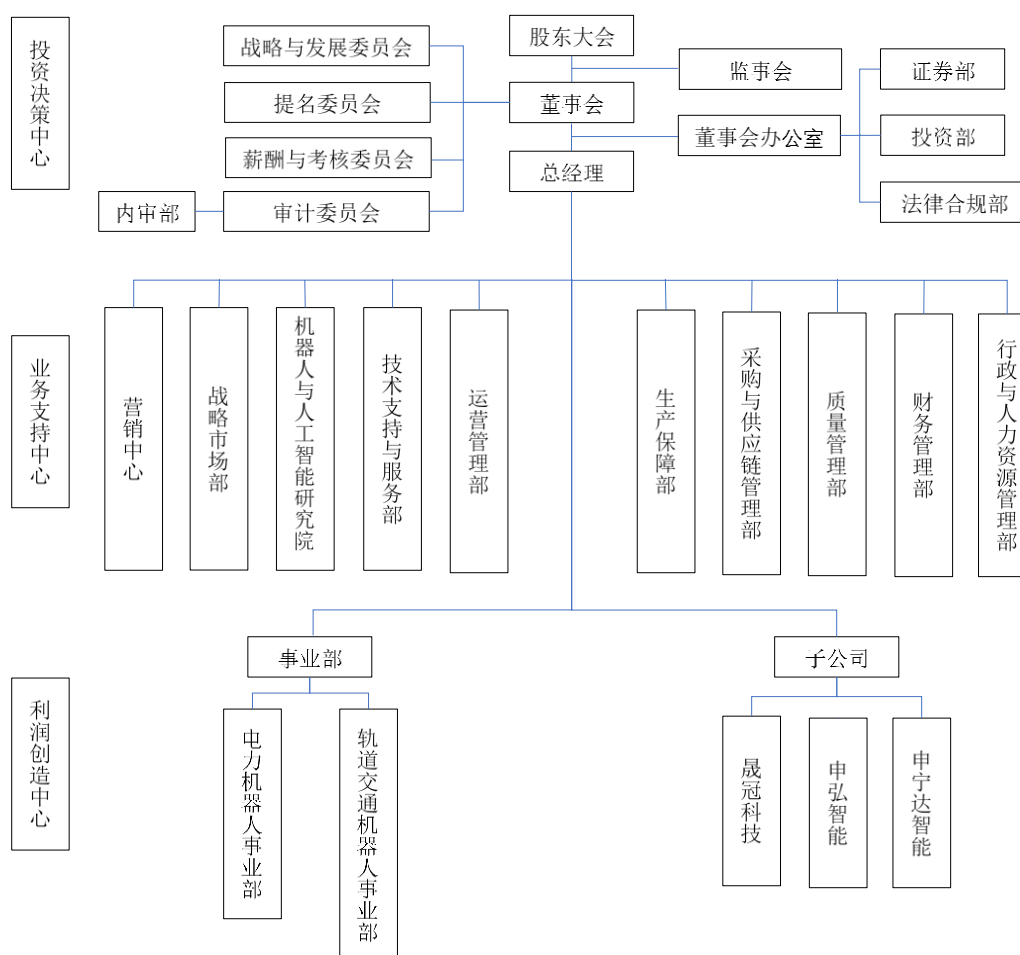 投资决策中心
股东大会
战略与发展委员会
监事会
证券部
提名委员会
董事会
董事会办公室
投资部
薪酬与考核委员会
总经理
内审部
审计委员会
法律合规部
业务支持中心
营销中心
战略市场部
机器人与人工智能研究院
技术支持与服务部
运营管理部
生产保障部
采购与供应链管理部
质量管理部
财务管理部
行政与人力资源管理部
利润创造中心
事业部
子公司
电力机器人事业部
轨道交通机器人事业部
晟冠科技
申弘智能
申宁达智能